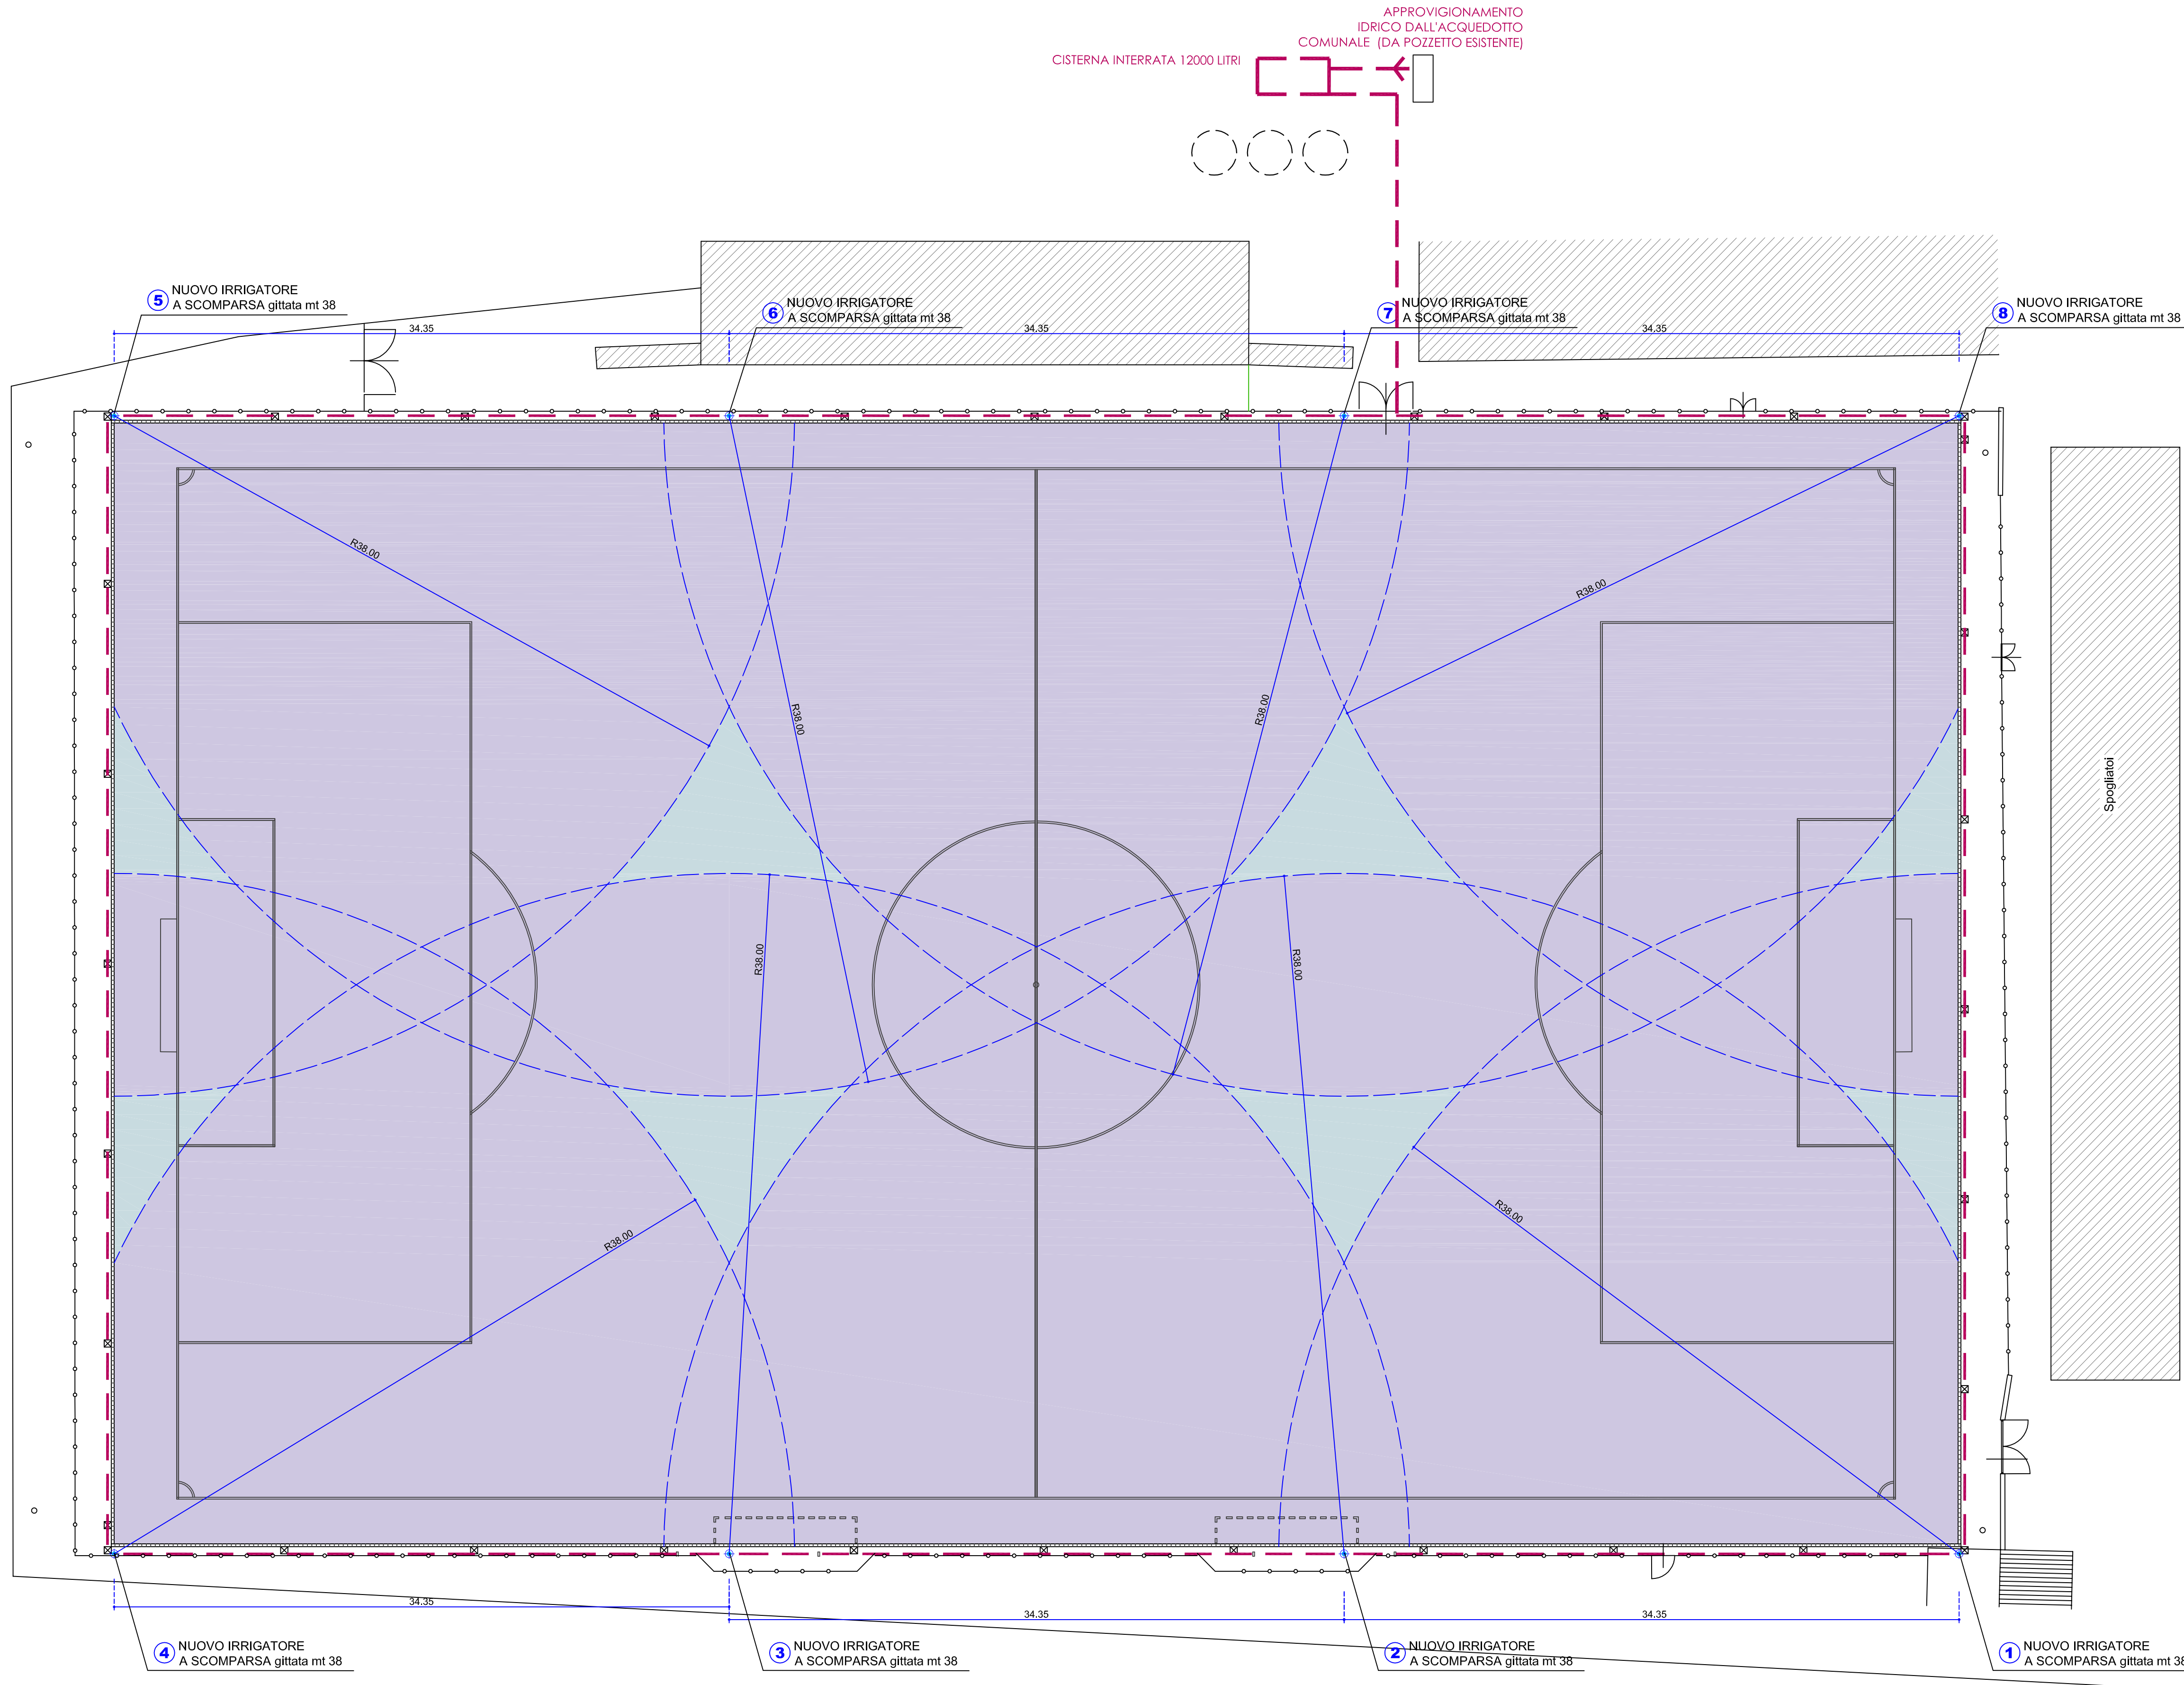 APPROVIGIONAMENTO
IDRICO DALL'ACQUEDOTTO
COMUNALE (DA POZZETTO ESISTENTE)
CISTERNA INTERRATA 12000 LITRI
5 NUOVO IRRIGATORE
A SCOMPARSA gittata mt 38
6 NUOVO IRRIGATORE
A SCOMPARSA gittata mt 38
7 NUOVO IRRIGATORE
A SCOMPARSA gittata mt 38
8 NUOVO IRRIGATORE
A SCOMPARSA gittata mt 38
34.35
34.35
34.35
R38.00
R38.00
R38.00
R38.00
Spogliatoi
R38.00
R38.00
R38.00
R38.00
34.35
34.35
34.35
4 NUOVO IRRIGATORE
A SCOMPARSA gittata mt 38
3 NUOVO IRRIGATORE
A SCOMPARSA gittata mt 38
2 NUOVO IRRIGATORE
A SCOMPARSA gittata mt 38
1 NUOVO IRRIGATORE
A SCOMPARSA gittata mt 38